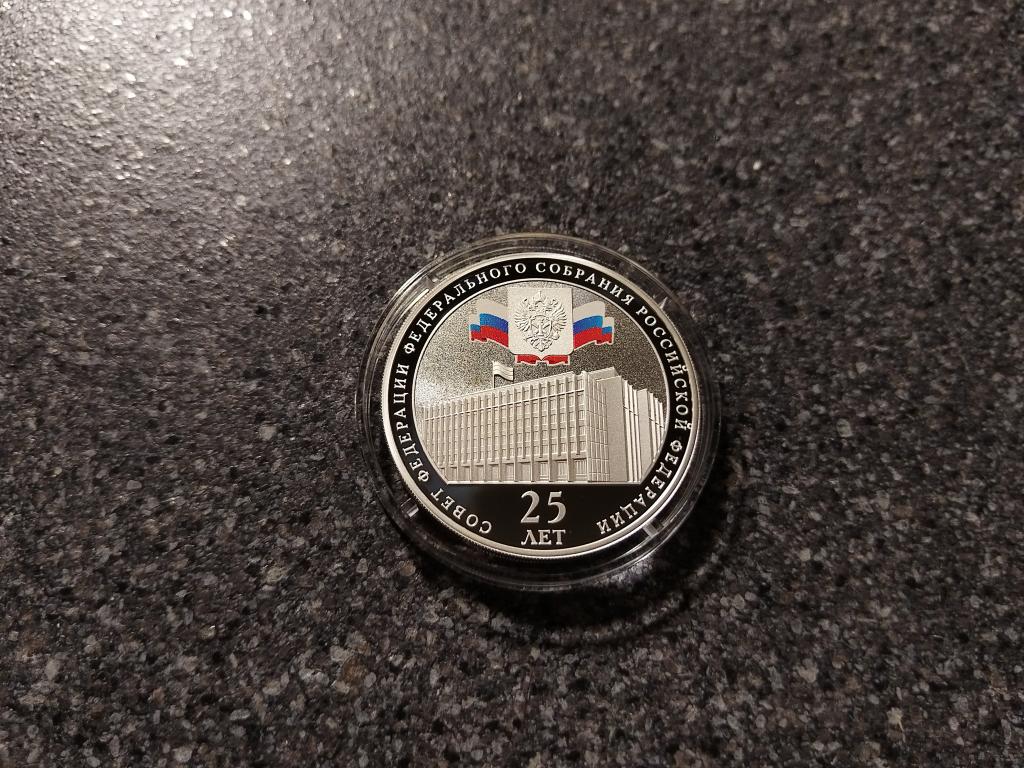 СОВЕТ ФЕДЕРАЦИИ ФЕДЕРАЛЬНОГО СОБРАНИЯ РОССИЙСКОЙ ФЕДЕРАЦИИ
25
ЛЕТ